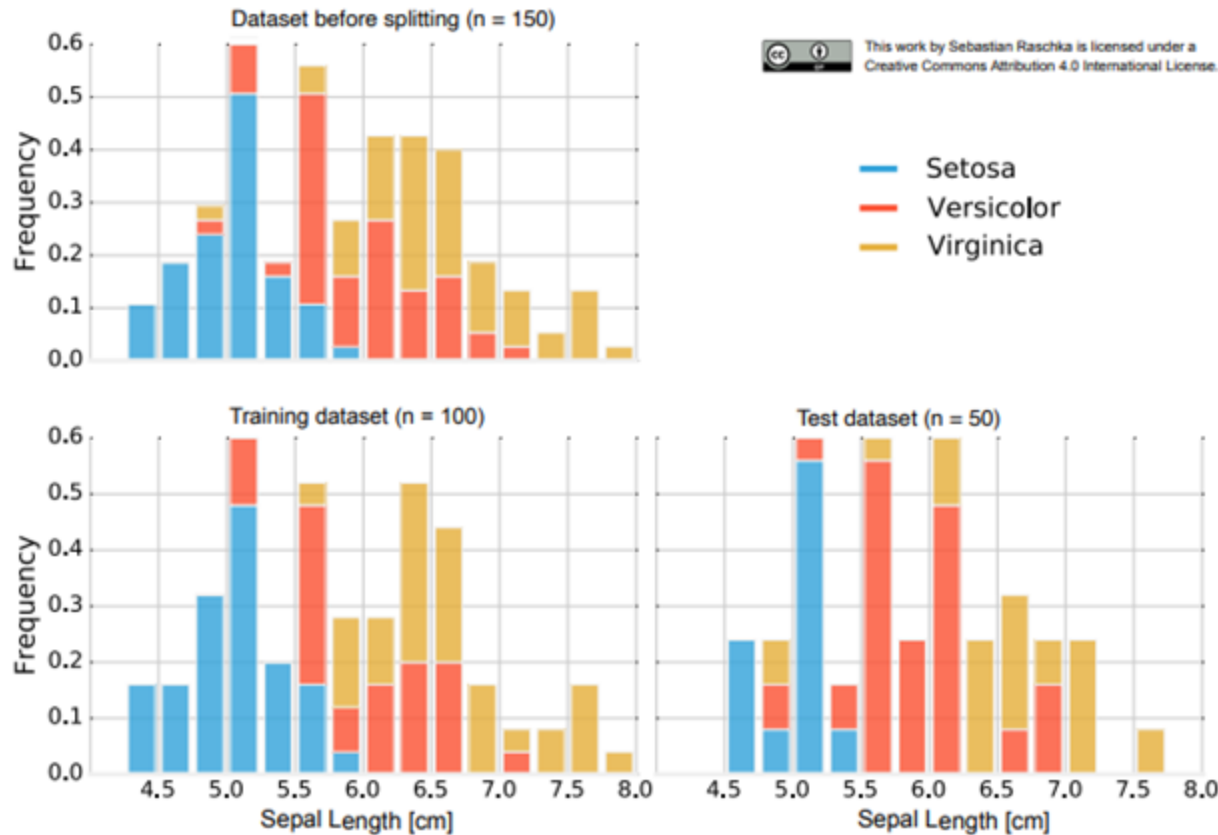 Dataset before splitting (n = 150)
This work by Sebastian Raschka is licensed under a
Creative Commons Attribution 4.0 International License.
cc
BY
0.6
0.5
0.4
0.3
0.2
0.1
0.0
Frequency
Setosa
Versicolor
Virginica
Training dataset (n = 100)
0.6
0.5
0.4
0.3
0.2
0.1
0.0
Frequency
4.5 5.0 5.5 6.0 6.5 7.0 7.5 8.0
Sepal Length [cm]
Test dataset (n = 50)
4.5 5.0 5.5 6.0 6.5 7.0 7.5 8.0
Sepal Length [cm]